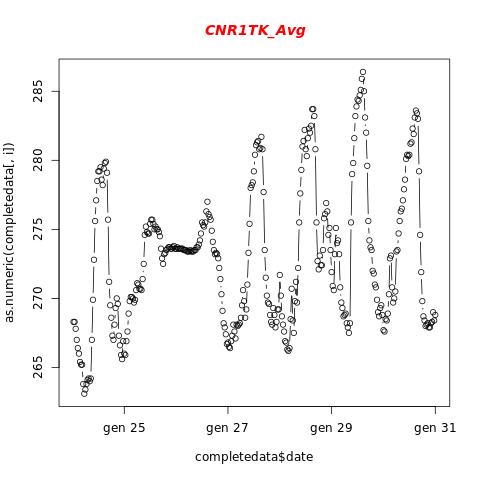 CNR1TK_Avg
as.numeric(completedata[, i])
285
280
275
270
265
gen 25
gen 27
gen 29
gen 31
completedata$date